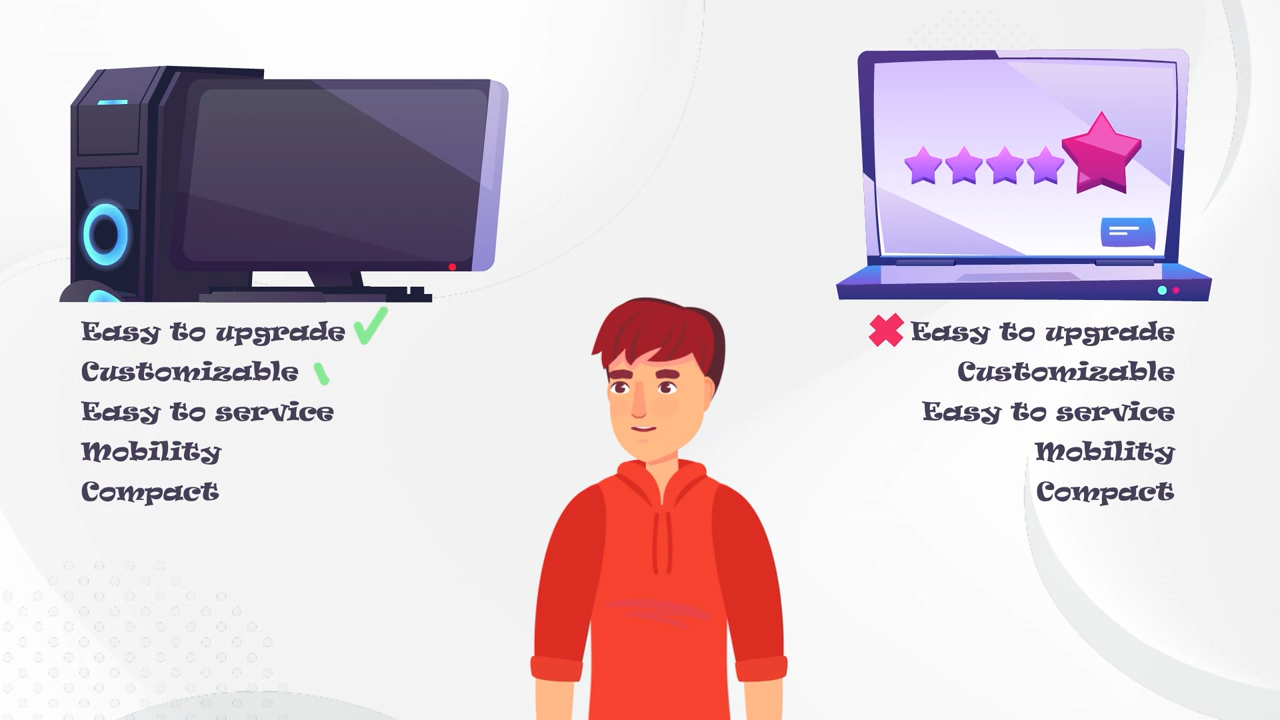 Easy to upgrade
Customizable
Easy to service
Mobility
Compact
Easy to upgrade
Customizable
Easy to service
Mobility
Compact